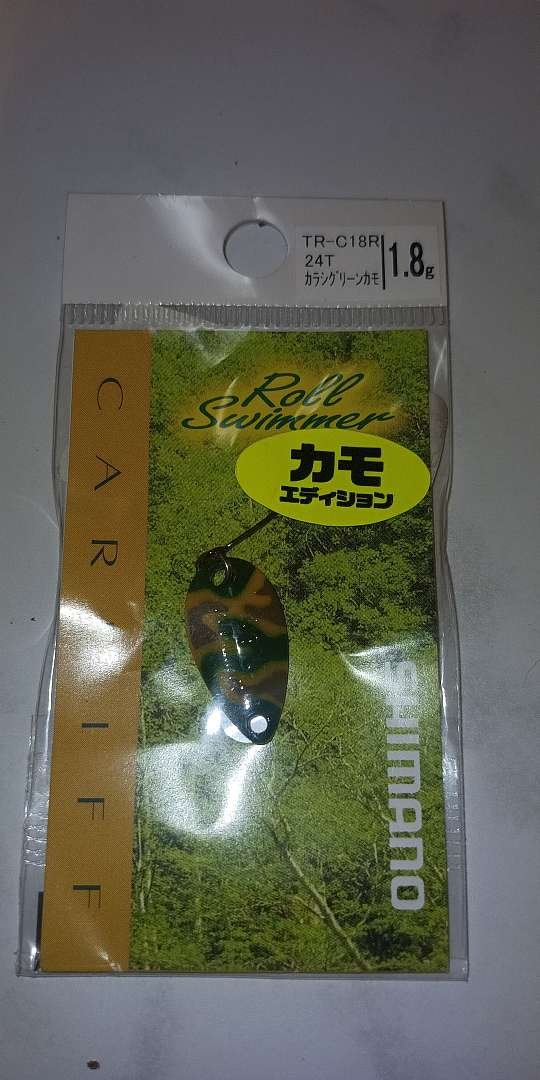 TR-C18R
24T
カラシグリーンカモ
1.8g
Roll
Swimmer
カモ
エディション
CARDIFF
SHIMANO